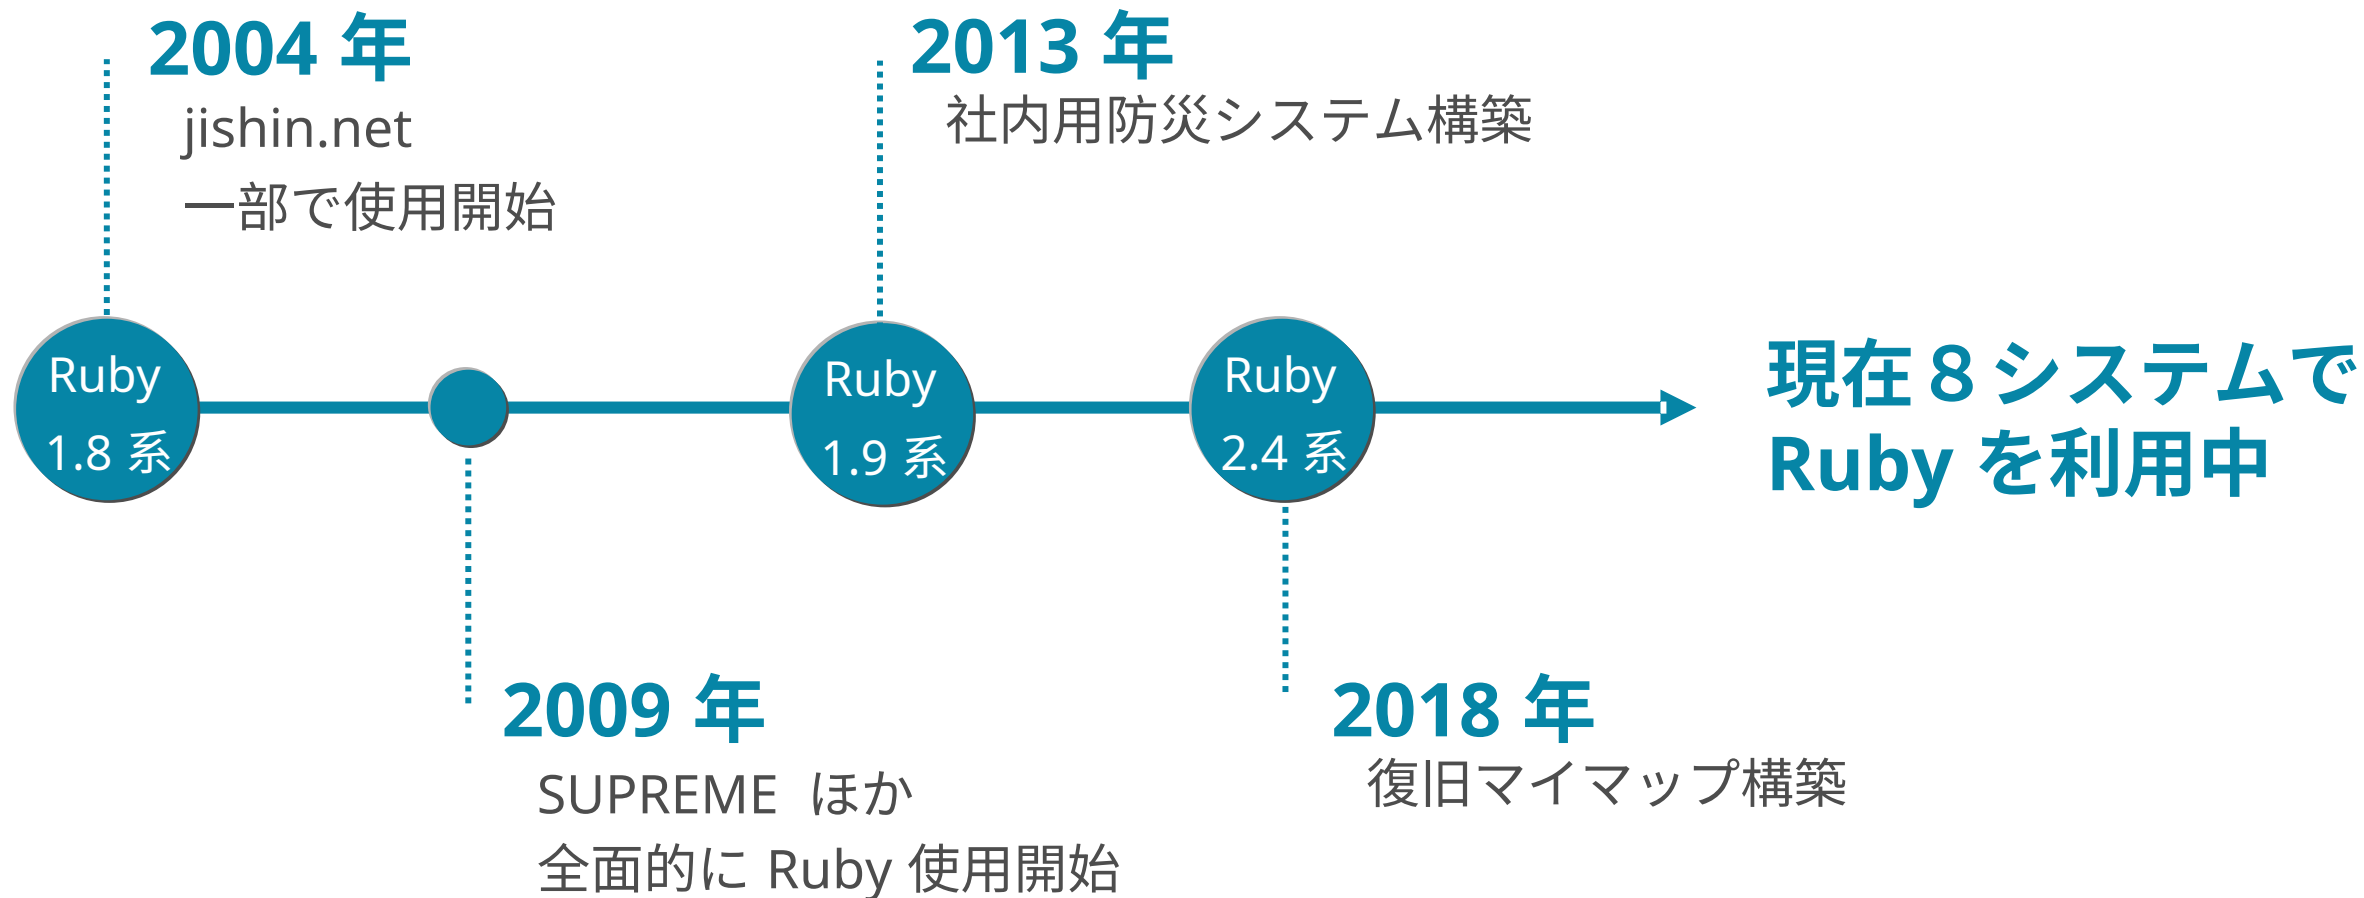 2004 年
jishin.net
一部で使用開始
2013 年
社内用防災システム構築
Ruby
1.8 系
Ruby
1.9 系
Ruby
2.4 系
現在８システムで
Ruby を利用中
2009 年
SUPREME ほか
全面的に Ruby 使用開始
2018 年
復旧マイマップ構築